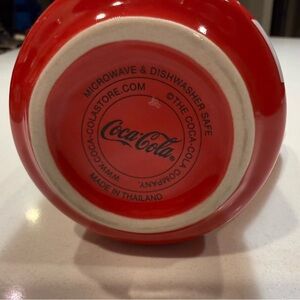 MICROWAVE & DISHWASHER SAFE
©THE COCA-COLA COMPANY.
WWW.COCA-COLASTORE.COM
Coca-Cola®
MADE IN THAILAND